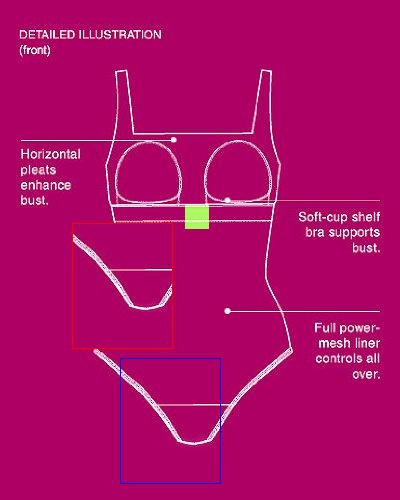 DETAILED ILLUSTRATION
(front)
Horizontal
pleats
enhance
bust.
Soft-cup shelf
bra supports
bust.
Full power-
mesh liner
controls all
over.